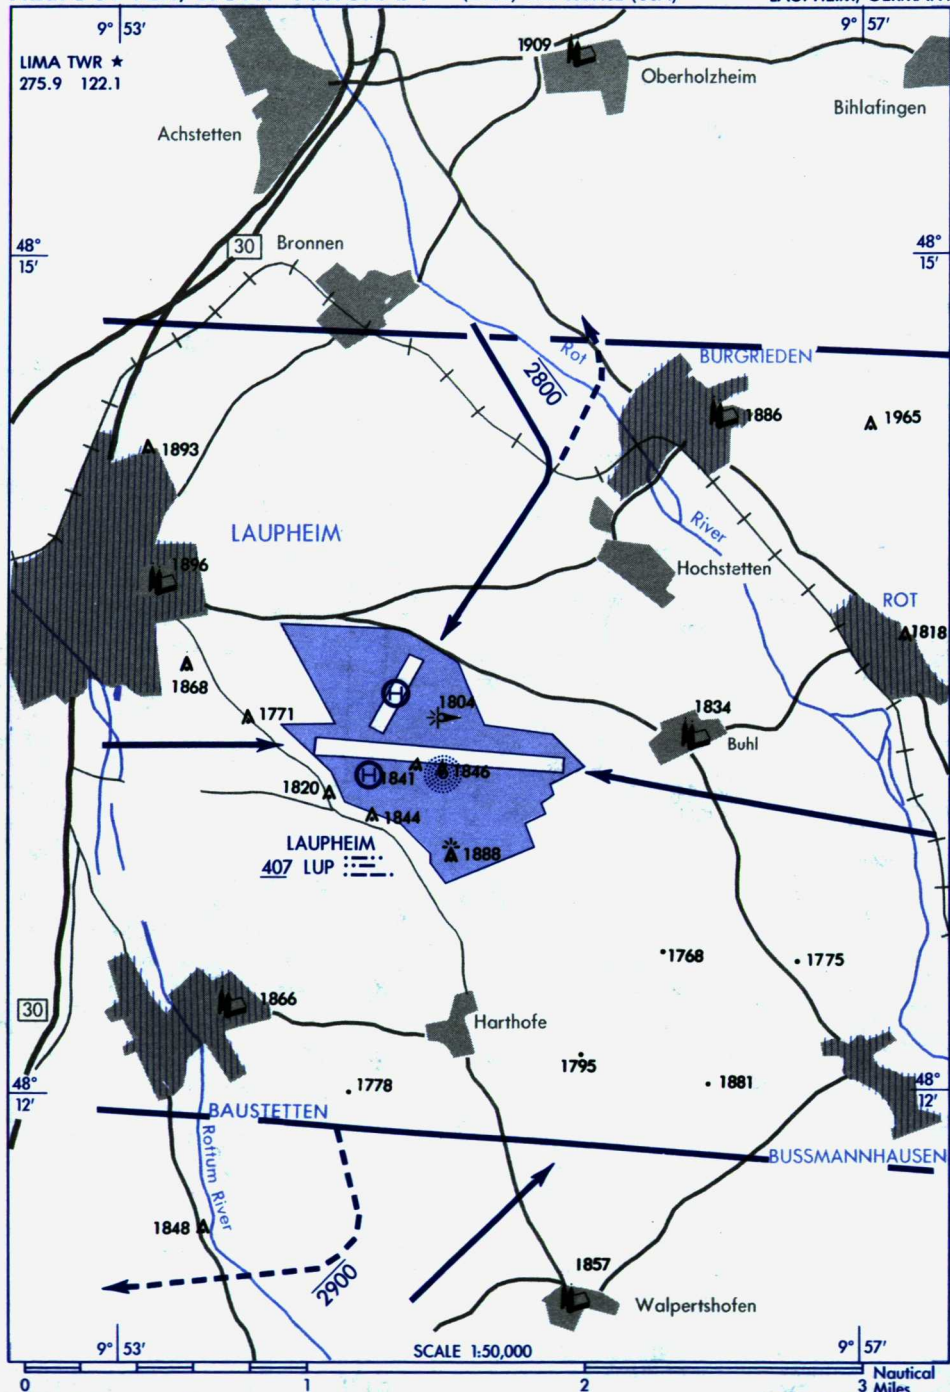 9° 53′
9° 57′
LIMA TWR ★
275.9 122.1
1909
Oberholzheim
Bihlafingen
Achstetten
30
Bronnen
48°
15′
48°
15′
Rot
2800
BURGRIEDEN
1886
1965
1893
LAUPHEIM
River
1896
Hochstetten
ROT
1818
1868
1771
H
1804
1834
Buhl
H
1841
1846
1820
1844
LAUPHEIM
407 LUP
1888
1768
1775
1866
30
Harthofe
1795
1881
1778
48°
12′
48°
12′
BAUSTETTEN
BUSSMANNHAUSEN
Rottum River
1848
2900
1857
Walpertshofen
9° 53′
SCALE 1:50,000
9° 57′
0 1 2 3 Nautical
Miles